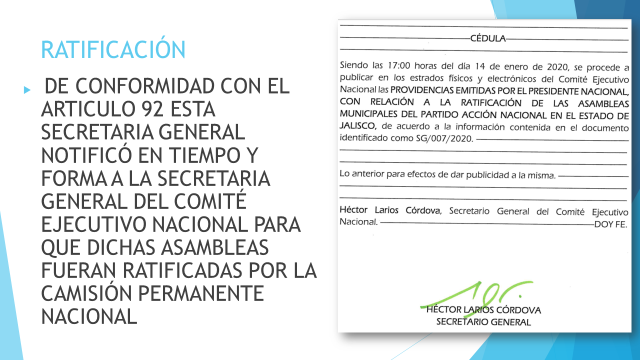 RATIFICACIÓN
DE CONFORMIDAD CON EL
ARTICULO 92 ESTA
SECRETARIA GENERAL
NOTIFICÓ EN TIEMPO Y
FORMA A LA SECRETARIA
GENERAL DEL COMITÉ
EJECUTIVO NACIONAL PARA
QUE DICHAS ASAMBLEAS
FUERAN RATIFICADAS POR LA
CAMISIÓN PERMANENTE
NACIONAL
CÉDULA
Siendo las 17:00 horas del día 14 de enero de 2020, se procede a
publicar en los estrados físicos y electrónicos del Comité Ejecutivo
Nacional las PROVIDENCIAS EMITIDAS POR EL PRESIDENTE NACIONAL,
CON RELACIÓN A LA RATIFICACIÓN DE LAS ASAMBLEAS
MUNICIPALES DEL PARTIDO ACCIÓN NACIONAL EN EL ESTADO DE
JALISCO, de acuerdo a la información contenida en el documento
identificado como SG/007/2020.
Lo anterior para efectos de dar publicidad a la misma.
Héctor Larios Córdova, Secretario General del Comité Ejecutivo
Nacional. DOY FE.
HÉCTOR LARIOS CÓRDOVA
SECRETARIO GENERAL